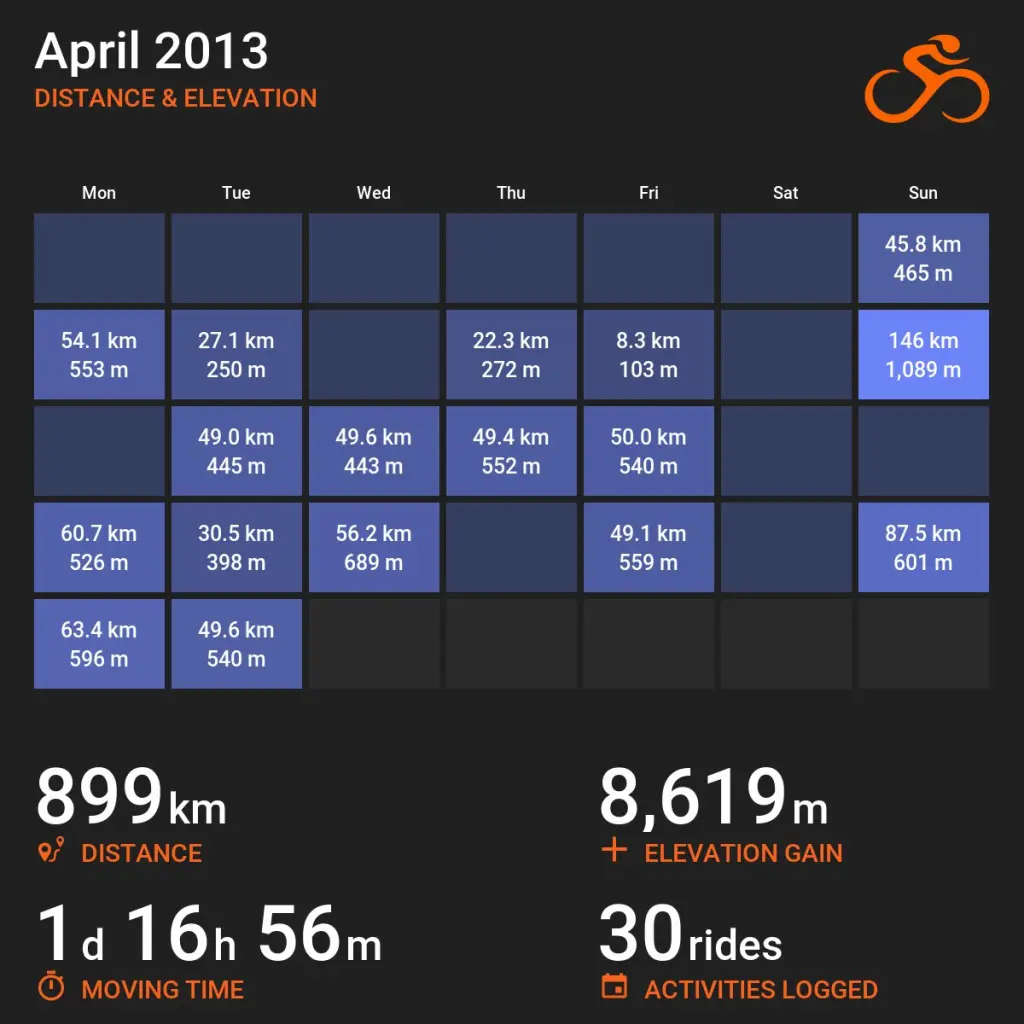 April 2013
DISTANCE & ELEVATION
Mon Tue Wed Thu Fri Sat Sun
45.8 km
465 m
54.1 km 27.1 km 22.3 km 8.3 km 146 km
553 m 250 m 272 m 103 m 1,089 m
49.0 km 49.6 km 49.4 km 50.0 km
445 m 443 m 552 m 540 m
60.7 km 30.5 km 56.2 km 49.1 km 87.5 km
526 m 398 m 689 m 559 m 601 m
63.4 km 49.6 km
596 m 540 m
899 km 8,619 m
DISTANCE ELEVATION GAIN
1 d 16 h 56 m 30 rides
MOVING TIME ACTIVITIES LOGGED